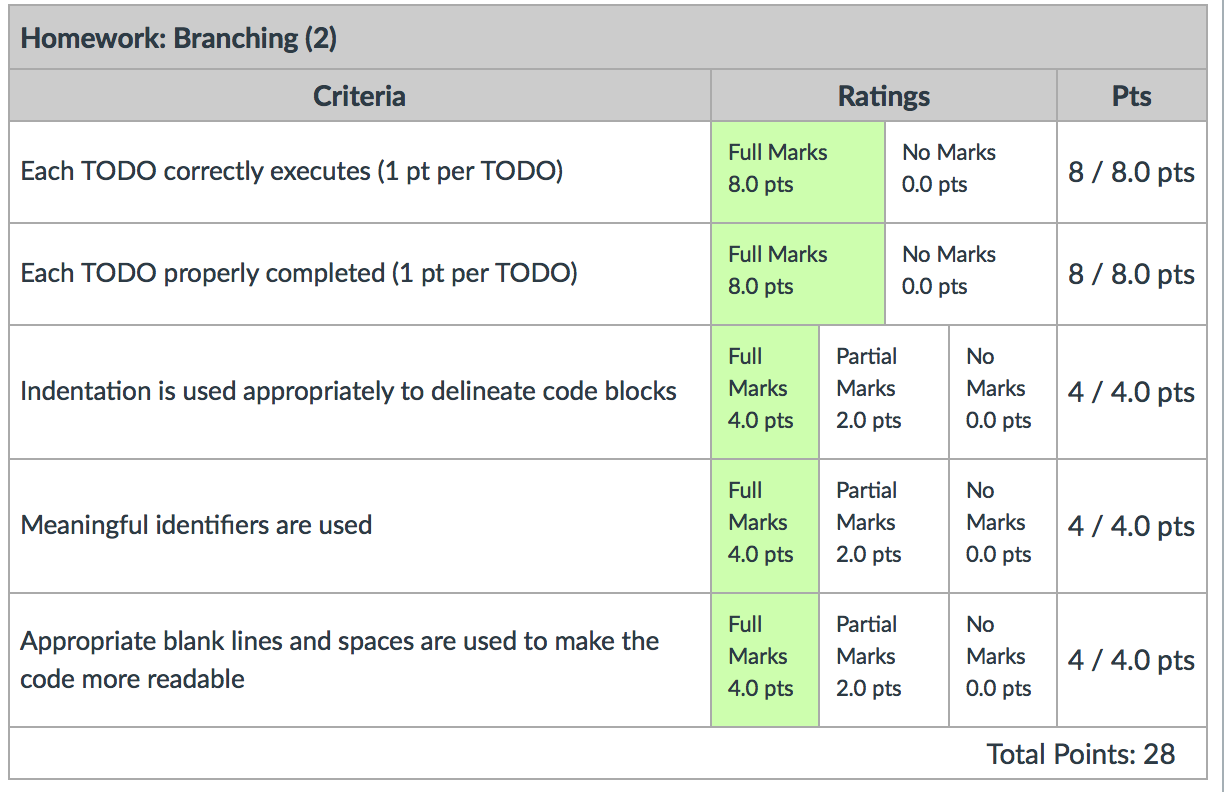 Homework: Branching (2)
Criteria
Ratings
Pts
Each TODO correctly executes (1 pt per TODO)
Full Marks
8.0 pts
No Marks
0.0 pts
8 / 8.0 pts
Each TODO properly completed (1 pt per TODO)
Full Marks
8.0 pts
No Marks
0.0 pts
8 / 8.0 pts
Indentation is used appropriately to delineate code blocks
Full
Marks
4.0 pts
Partial
Marks
2.0 pts
No
Marks
0.0 pts
4 / 4.0 pts
Meaningful identifiers are used
Full
Marks
4.0 pts
Partial
Marks
2.0 pts
No
Marks
0.0 pts
4 / 4.0 pts
Appropriate blank lines and spaces are used to make the
code more readable
Full
Marks
4.0 pts
Partial
Marks
2.0 pts
No
Marks
0.0 pts
4 / 4.0 pts
Total Points: 28